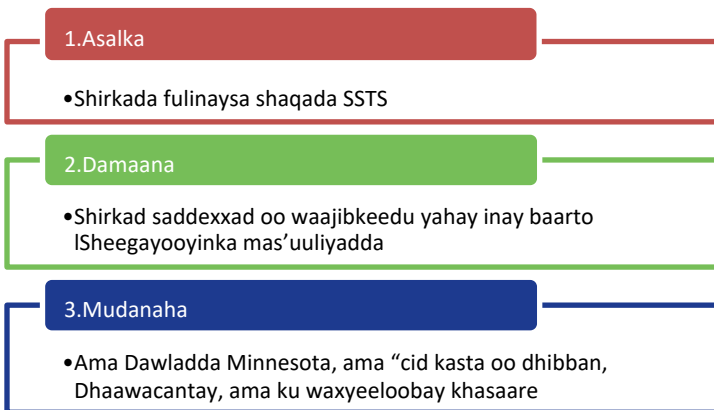 1.Asalka
•Shirkada fulinaysa shaqada SSTS
2.Damaana
•Shirkad saddexxad oo waajibkeedu yahay inay baarto
lSheegayooyinka mas’uuliyadda
3.Mudanaha
•Ama Dawladda Minnesota, ama “cid kasta oo dhibban,
Dhaawacantay, ama ku waxyeeloobay khasaare